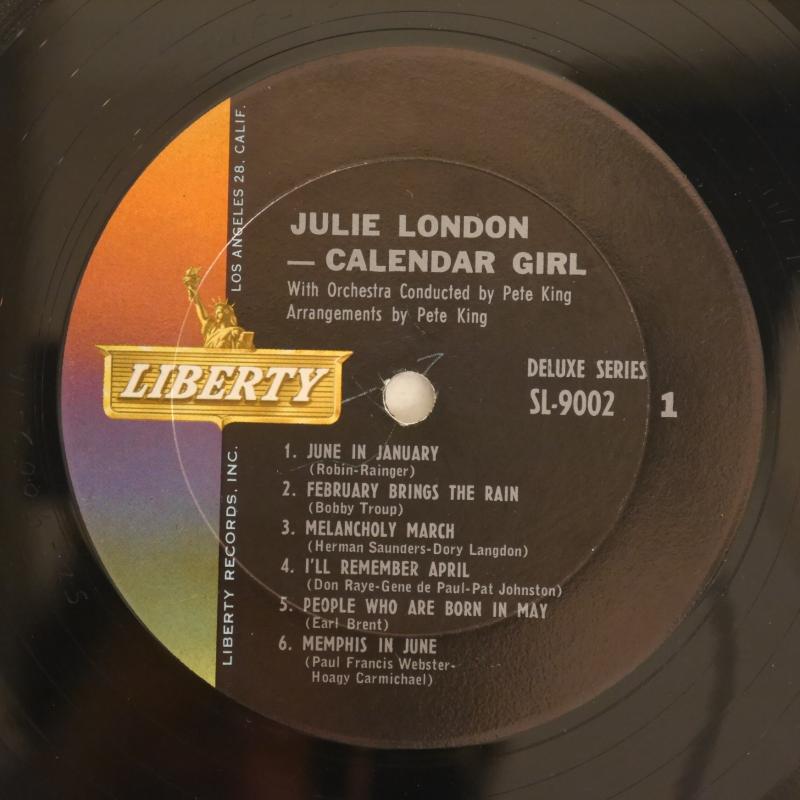 JULIE LONDON
— CALENDAR GIRL
With Orchestra Conducted by Pete King
Arrangements by Pete King
LOS ANGELES 28, CALIF.
LIBERTY
LIBERTY RECORDS, INC.
DELUXE SERIES
SL-9002
1
1. JUNE IN JANUARY
(Robin-Rainger)
2. FEBRUARY BRINGS THE RAIN
(Bobby Troup)
3. MELANCHOLY MARCH
(Herman Saunders-Dory Langdon)
4. I'LL REMEMBER APRIL
(Don Raye-Gene de Paul-Pat Johnston)
5. PEOPLE WHO ARE BORN IN MAY
(Earl Brent)
6. MEMPHIS IN JUNE
(Paul Francis Webster-
Hoagy Carmichael)